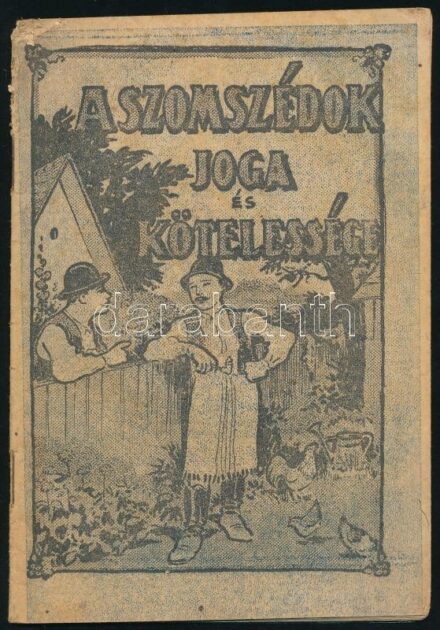 A SZOMSZÉDOK
JOGA
ÉS
KÖTELESSÉGE
darabanth